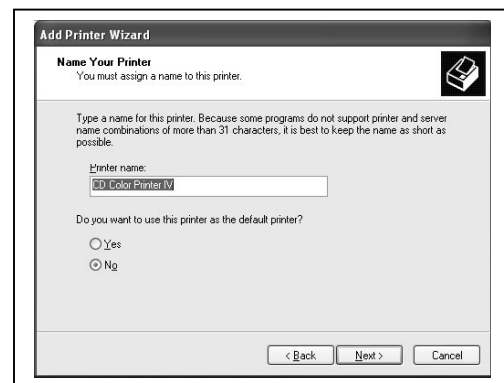 Add Printer Wizard
Name Your Printer
You must assign a name to this printer.
Type a name for this printer. Because some programs do not support printer and server
name combinations of more than 31 characters, it is best to keep the name as short as
possible.
Printer name:
CD Color Printer IV
Do you want to use this printer as the default printer?
Yes
No
< Back
Next >
Cancel